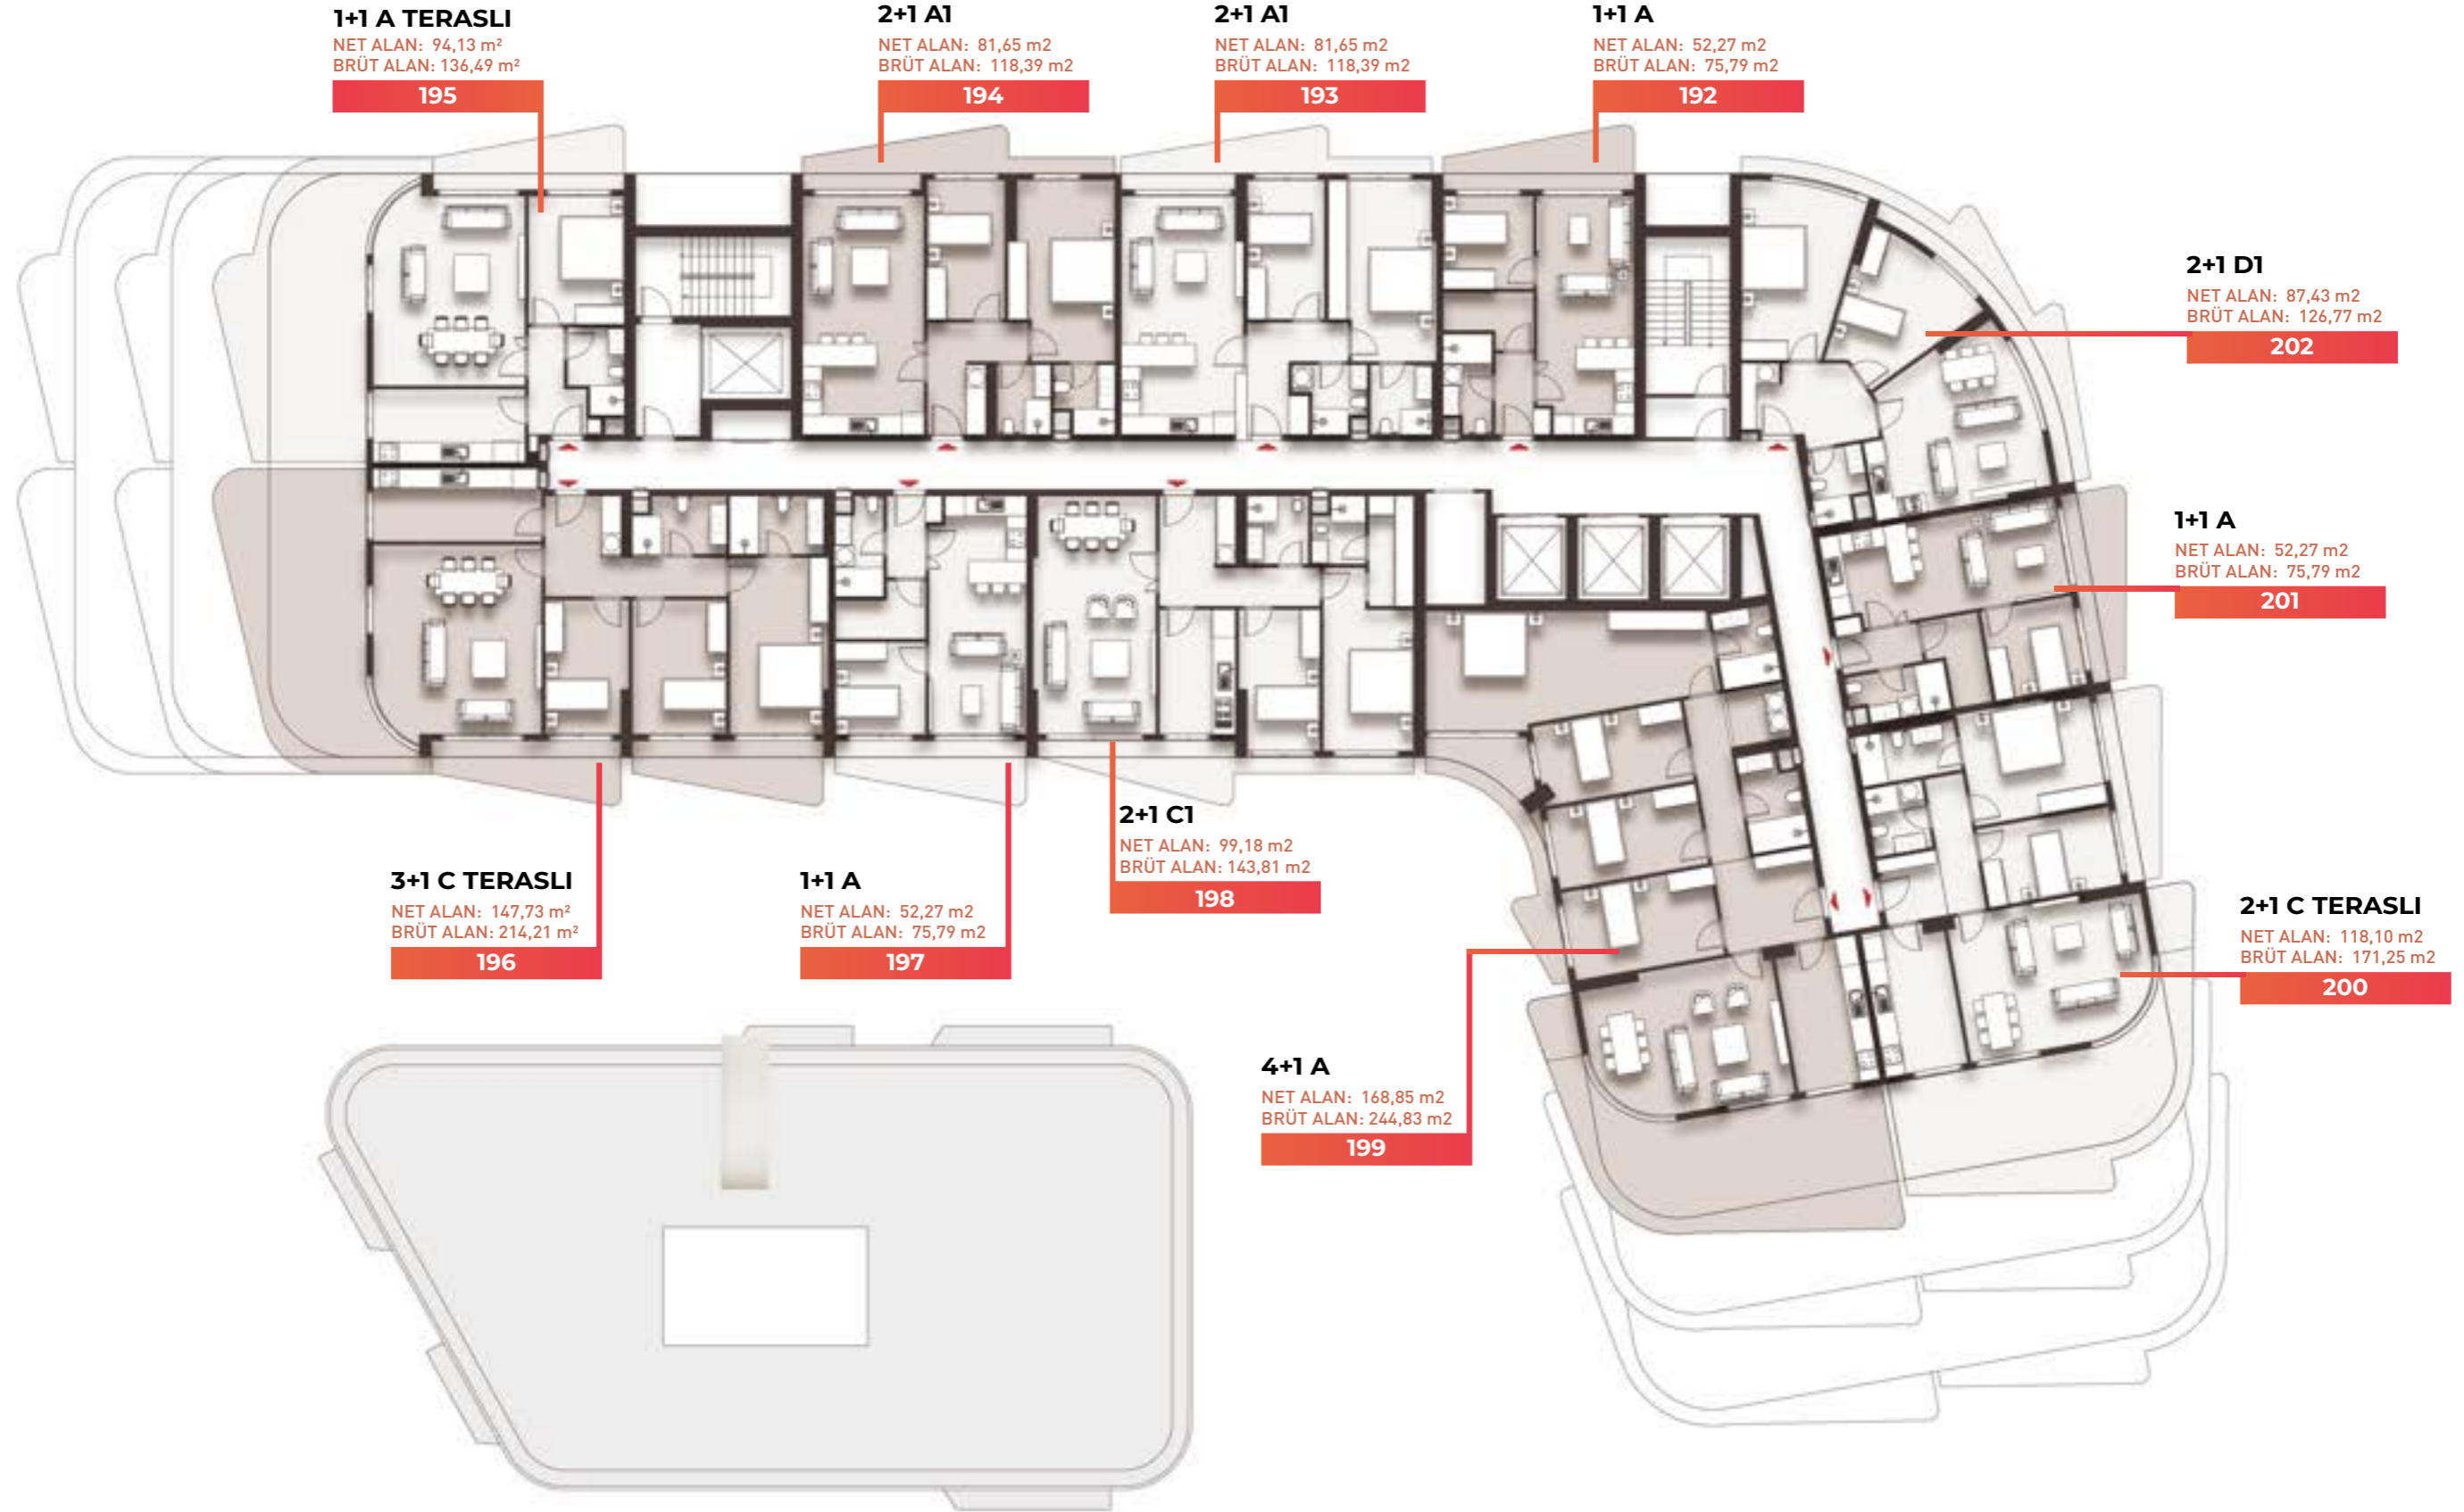 1+1 A TERASLI
NET ALAN: 94,13 m²
BRÜT ALAN: 136,49 m²
195
2+1 A1
NET ALAN: 81,65 m2
BRÜT ALAN: 118,39 m2
194
2+1 A1
NET ALAN: 81,65 m2
BRÜT ALAN: 118,39 m2
193
1+1 A
NET ALAN: 52,27 m2
BRÜT ALAN: 75,79 m2
192
2+1 D1
NET ALAN: 87,43 m2
BRÜT ALAN: 126,77 m2
202
1+1 A
NET ALAN: 52,27 m2
BRÜT ALAN: 75,79 m2
201
2+1 C1
NET ALAN: 99,18 m2
BRÜT ALAN: 143,81 m2
198
3+1 C TERASLI
NET ALAN: 147,73 m²
BRÜT ALAN: 214,21 m²
196
1+1 A
NET ALAN: 52,27 m2
BRÜT ALAN: 75,79 m2
197
2+1 C TERASLI
NET ALAN: 118,10 m2
BRÜT ALAN: 171,25 m2
200
4+1 A
NET ALAN: 168,85 m2
BRÜT ALAN: 244,83 m2
199